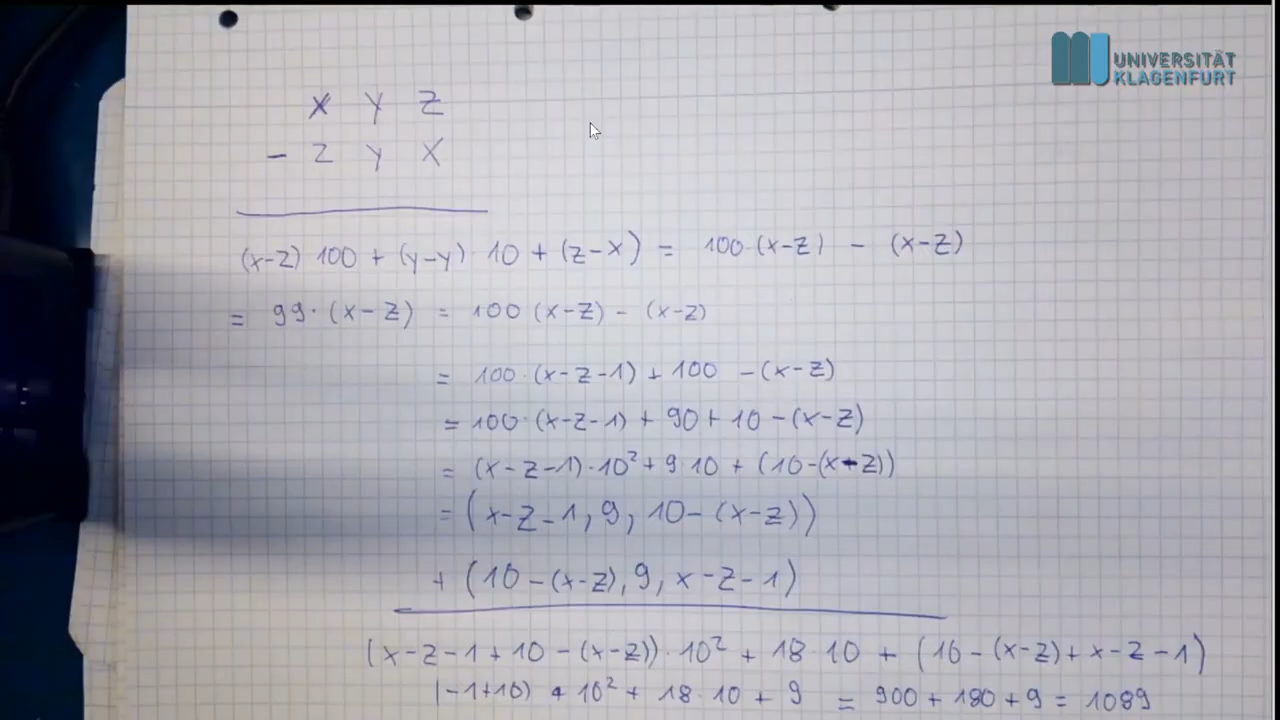 UNIVERSITÄT
KLAGENFURT
x y z
- z y x
(x-z) 100 + (y-y) · 10 + (z-x) = 100·(x-z) - (x-z)
= 99·(x-z) = 100 (x-z) - (x-z)
= 100·(x-z-1) + 100 -(x-z)
= 100·(x-z-1) + 90 + 10 -(x-z)
= (x-z-1)·10² + 9·10 + (10-(x-z))
= (x-z-1, 9, 10-(x-z))
+ (10-(x-z), 9, x-z-1)
(x-z-1+10-(x-z))·10² + 18·10 + (10-(x-z)+x-z-1)
(-1+10) · 10² + 18·10 + 9 = 900 + 180 + 9 = 1089